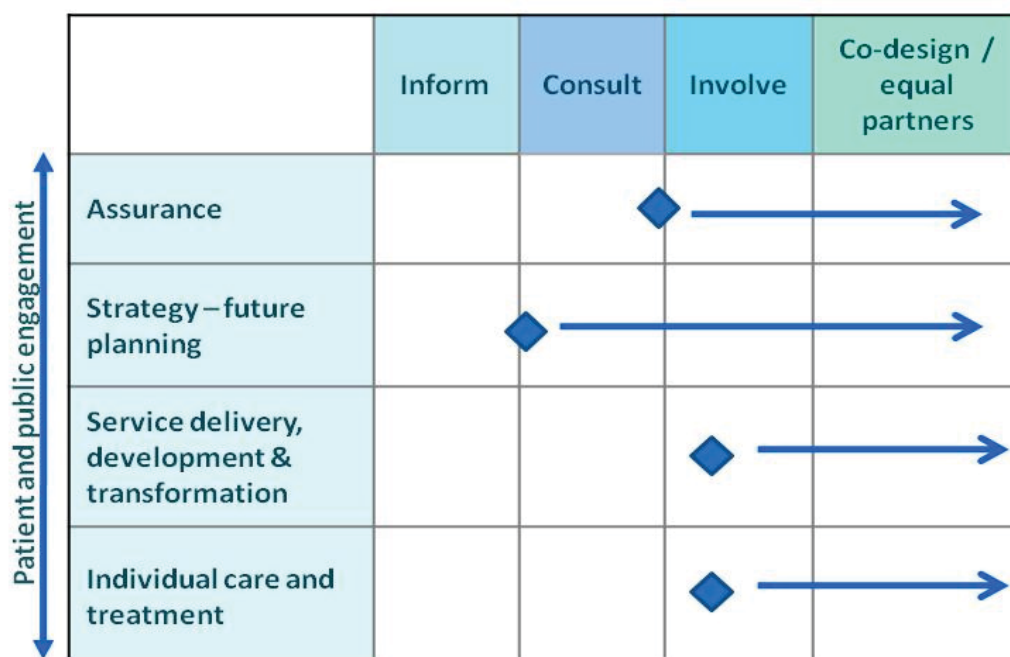 Inform
Consult
Involve
Co-design /
equal
partners
Patient and public engagement
Assurance
Strategy – future
planning
Service delivery,
development &
transformation
Individual care and
treatment